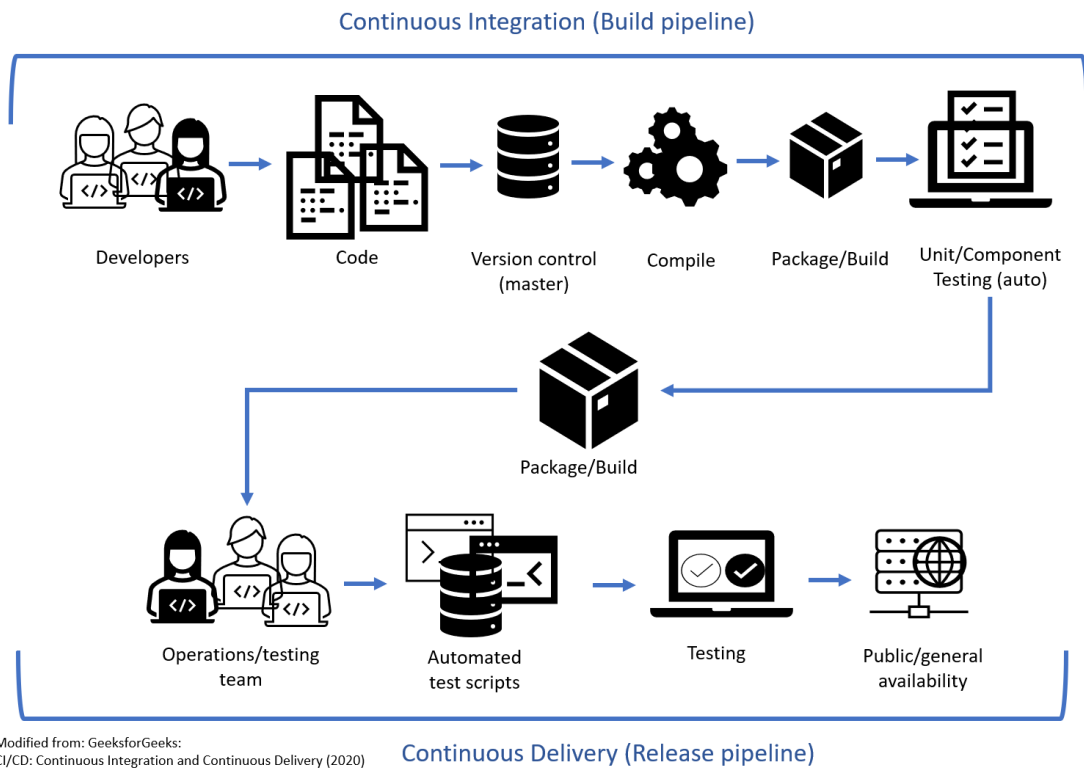 Continuous Integration (Build pipeline)
Developers
Code
Version control
(master)
Compile
Package/Build
Unit/Component
Testing (auto)
Package/Build
Operations/testing
team
Automated
test scripts
Testing
Public/general
availability
Modified from: GeeksforGeeks:
CI/CD: Continuous Integration and Continuous Delivery (2020)
Continuous Delivery (Release pipeline)